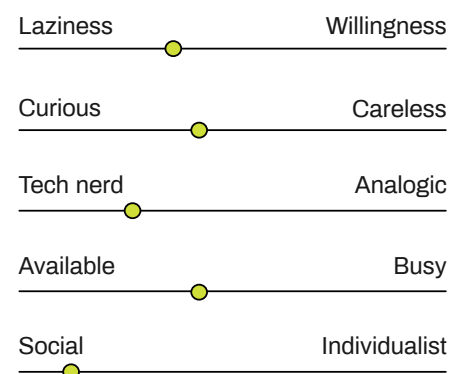 Laziness Willingness
Curious Careless
Tech nerd Analogic
Available Busy
Social Individualist